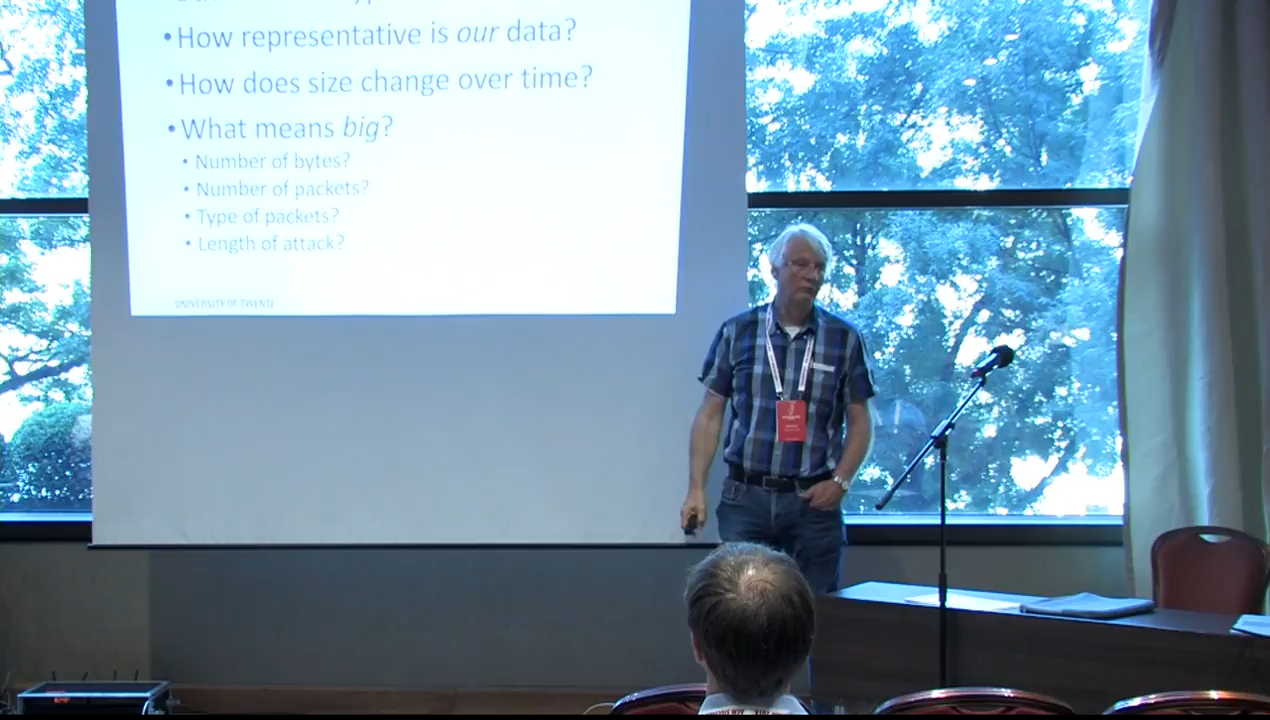 •How representative is our data?
•How does size change over time?
•What means big?
• Number of bytes?
• Number of packets?
• Type of packets?
• Length of attack?
UNIVERSITY OF TWENTE